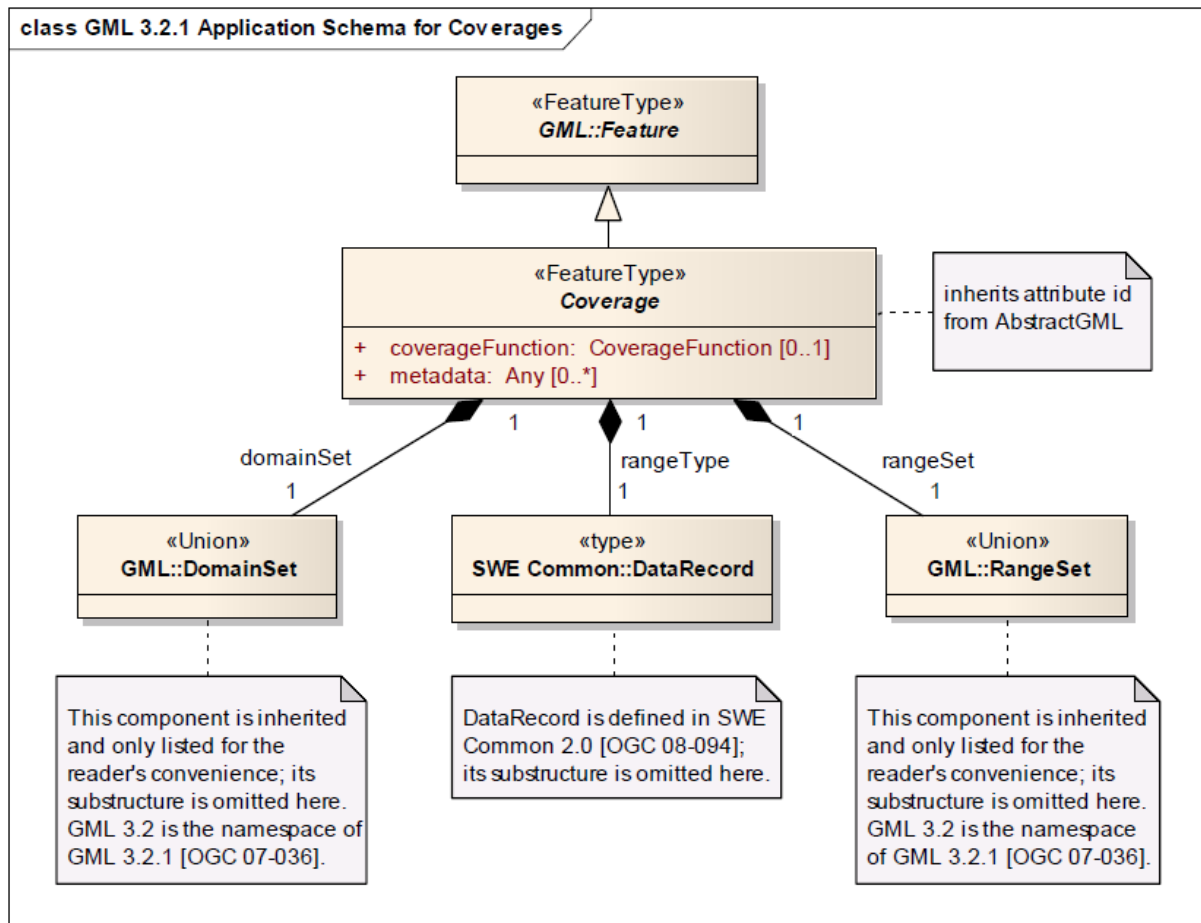 class GML 3.2.1 Application Schema for Coverages
«FeatureType»
GML::Feature
«FeatureType»
Coverage
+ coverageFunction: CoverageFunction [0..1]
+ metadata: Any [0..*]
inherits attribute id
from AbstractGML
1
1
1
domainSet
rangeType
rangeSet
1
1
1
«Union»
GML::DomainSet
«type»
SWE Common::DataRecord
«Union»
GML::RangeSet
This component is inherited
and only listed for the
reader's convenience; its
substructure is omitted here.
GML 3.2 is the namespace of
GML 3.2.1 [OGC 07-036].
DataRecord is defined in SWE
Common 2.0 [OGC 08-094];
its substructure is omitted here.
This component is inherited
and only listed for the
reader's convenience; its
substructure is omitted here.
GML 3.2 is the namespace
of GML 3.2.1 [OGC 07-036].